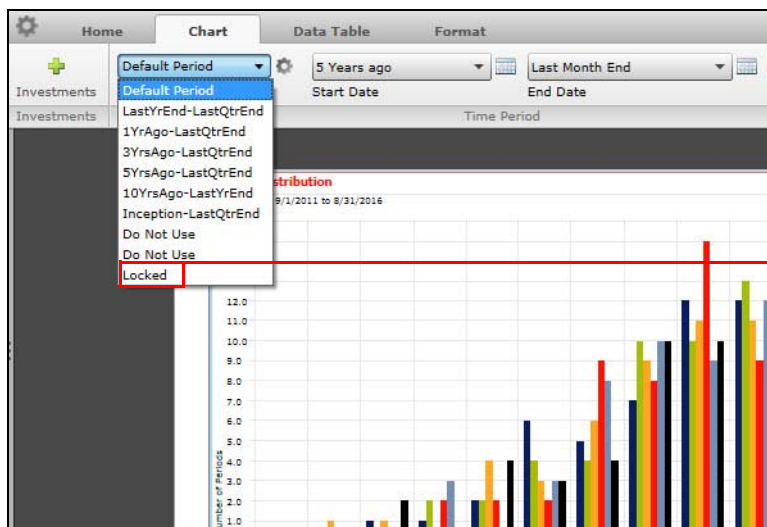 Home Chart Data Table Format
Default Period 5 Years ago Last Month End
Investments Start Date End Date
Investments Time Period
Default Period
LastYrEnd-LastQtrEnd
1YrAgo-LastQtrEnd
3YrsAgo-LastQtrEnd
5YrsAgo-LastQtrEnd
10YrsAgo-LastYrEnd
Inception-LastQtrEnd
Do Not Use
Do Not Use
Locked
stribution
9/1/2011 to 8/31/2016
12.0
11.0
10.0
9.0
8.0
7.0
6.0
5.0
4.0
3.0
2.0
1.0
mber of Periods